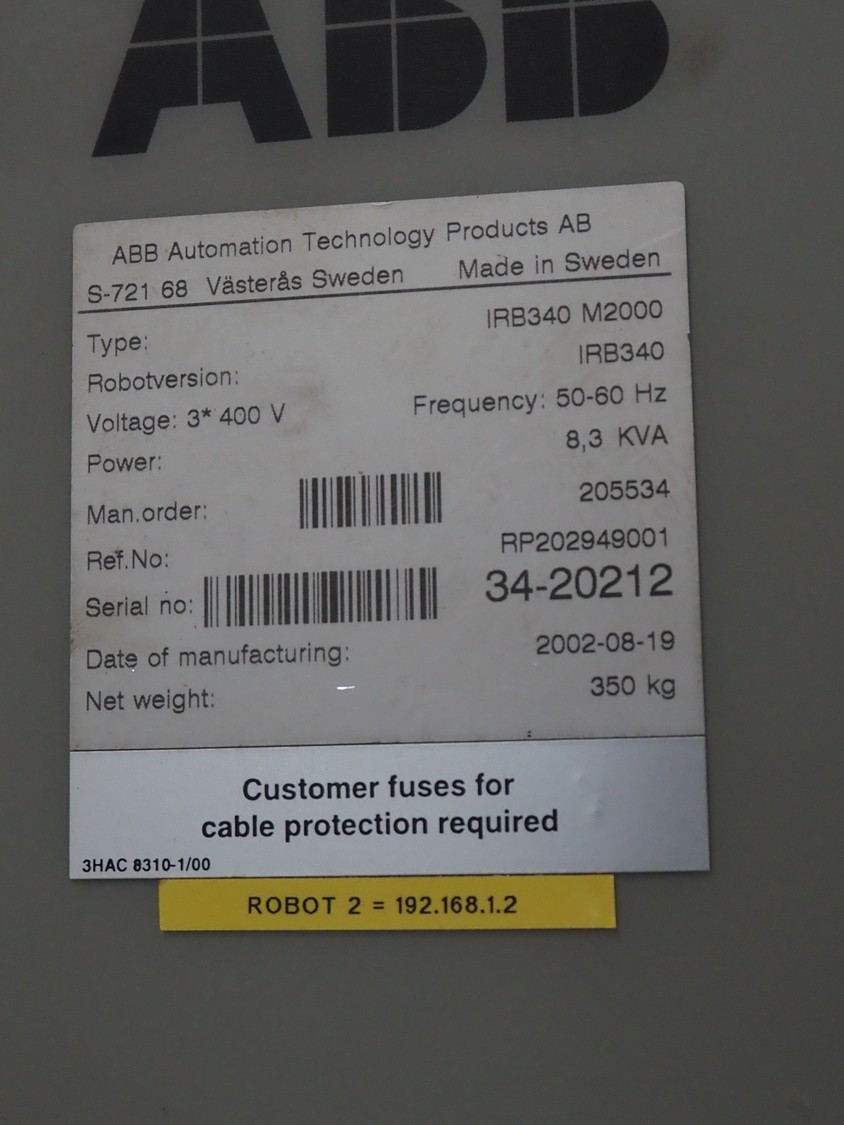 ABB
ABB Automation Technology Products AB
S-721 68 Västerås Sweden Made in Sweden
Type: IRB340 M2000
Robotversion: IRB340
Voltage: 3* 400 V Frequency: 50-60 Hz
Power: 8,3 KVA
Man.order: 205534
Ref.No: RP202949001
Serial no: 34-20212
Date of manufacturing: 2002-08-19
Net weight: 350 kg
Customer fuses for
cable protection required
3HAC 8310-1/00
ROBOT 2 = 192.168.1.2